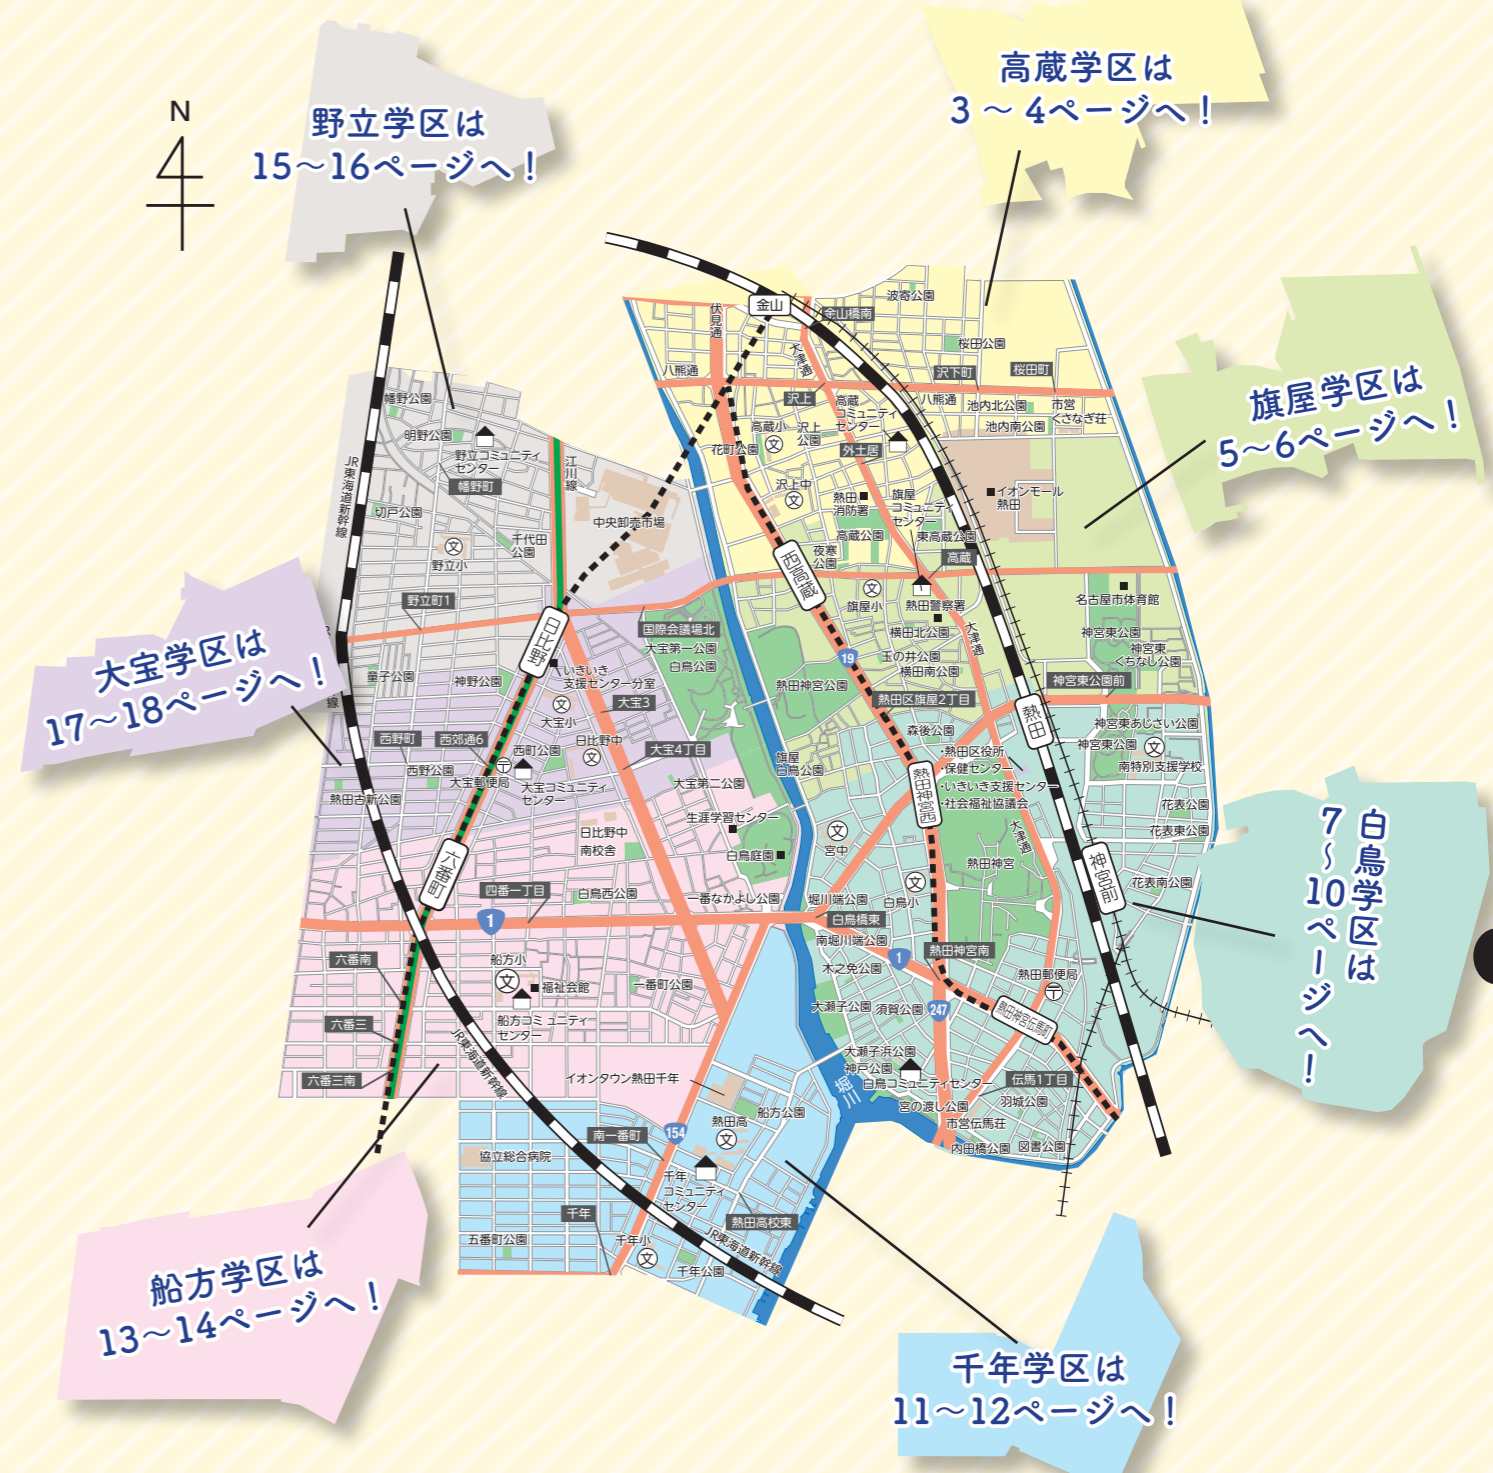 高蔵学区は
3～4ページへ！
N
野立学区は
15～16ページへ！
旗屋学区は
5～6ページへ！
大宝学区は
17～18ページへ！
白鳥学区は
7～10ページへ！
船方学区は
13～14ページへ！
千年学区は
11～12ページへ！
金山
伏見通
金山橋南
波寄公園
大津通
桜田公園
八熊通
沢下町
桜田町
沢上
高蔵
コミュニティ
センター
八熊通
池内北公園
市営
くさなぎ荘
池内南公園
高蔵小
文
沢上
公園
花町公園
外土居
沢上中
文
熱田
消防署
旗屋
コミュニティ
センター
イオンモール
熱田
高蔵公園
東高蔵公園
夜寒
公園
高蔵
西高蔵
文
旗屋小
熱田警察署
名古屋市体育館
横田北公園
大津通
神宮東公園
神宮東
くちなし公園
玉の井公園
横田南公園
19
熱田神宮公園
熱田区旗屋2丁目
神宮東公園前
熱田
森後公園
神宮東あじさい公園
神宮東公園
文
南特別支援学校
・熱田区役所
・保健センター
・いきいき支援センター
・社会福祉協議会
旗屋
白鳥公園
熱田神宮西
大津通
花表公園
花表東公園
文
宮中
熱田神宮
神宮前
花表南公園
文
白鳥小
堀川端公園
白鳥橋東
南堀川端公園
1
熱田神宮南
木之免公園
熱田郵便局
〒
大瀬子公園
須賀公園
247
熱田神宮伝馬町
大瀬子浜公園
神戸公園
白鳥コミュニティセンター
堀川
伝馬1丁目
宮の渡し公園
羽城公園
市営伝馬荘
内田橋公園
図書公園
幡野公園
明野公園
野立コミュニティ
センター
幡野町
江川線
JR東海道新幹線
切戸公園
中央卸売市場
千代田
公園
文
野立小
野立町1
日比野
国際会議場北
大宝第一公園
白鳥公園
いきいき
支援センター分室
童子公園
神野公園
文
大宝小
大宝3
線
西野町
西郊通6
日比野中
文
西町公園
大宝4丁目
〒
西野公園
大宝郵便局
大宝コミュニティ
センター
大宝第二公園
熱田古新公園
生涯学習センター
日比野中
南校舎
白鳥庭園
六番町
四番一丁目
白鳥西公園
一番なかよし公園
1
六番南
船方小
文
福祉会館
一番町公園
六番三
船方コミュニティ
センター
JR東海道新幹線
六番三南
イオンタウン熱田千年
船方公園
熱田高
文
南一番町
154
協立総合病院
千年
コミュニティ
センター
千年
熱田高校東
五番町公園
千年小
文
JR東海道新幹線
千年公園